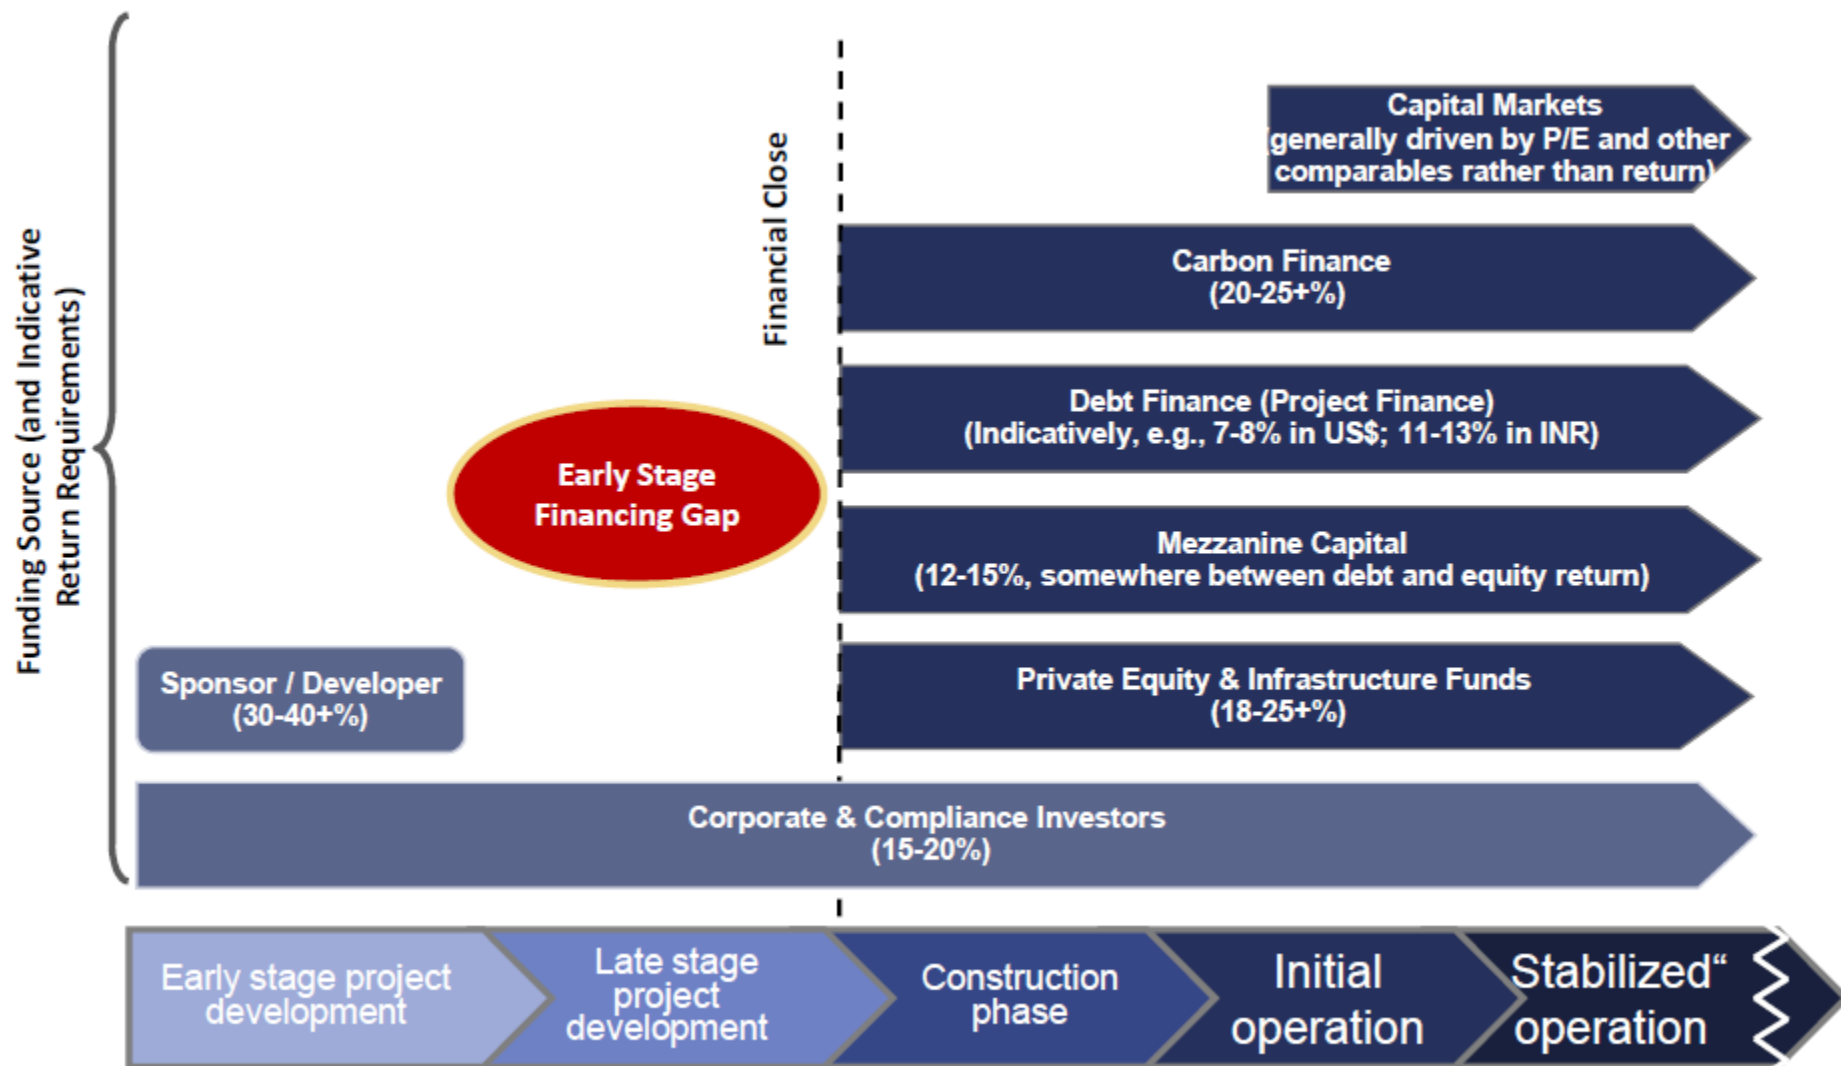 Funding Source (and Indicative
Return Requirements)
Financial Close
Capital Markets
(generally driven by P/E and other
comparables rather than return)
Carbon Finance
(20-25+%)
Debt Finance (Project Finance)
(Indicatively, e.g., 7-8% in US$; 11-13% in INR)
Early Stage
Financing Gap
Mezzanine Capital
(12-15%, somewhere between debt and equity return)
Sponsor / Developer
(30-40+%)
Private Equity & Infrastructure Funds
(18-25+%)
Corporate & Compliance Investors
(15-20%)
Early stage project
development
Late stage
project
development
Construction
phase
Initial
operation
Stabilized“
operation